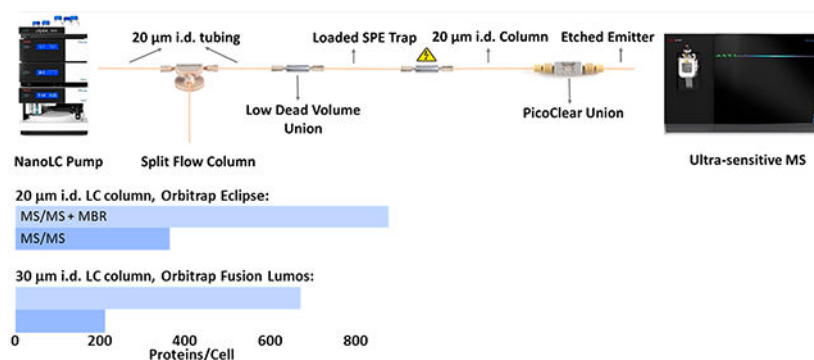 20 µm i.d. tubing
Loaded SPE Trap
20 µm i.d. Column
Etched Emitter
Low Dead Volume
Union
PicoClear Union
NanoLC Pump
Split Flow Column
Ultra-sensitive MS
20 µm i.d. LC column, Orbitrap Eclipse:
MS/MS + MBR
MS/MS
30 µm i.d. LC column, Orbitrap Fusion Lumos:
0 200 400 600 800
Proteins/Cell